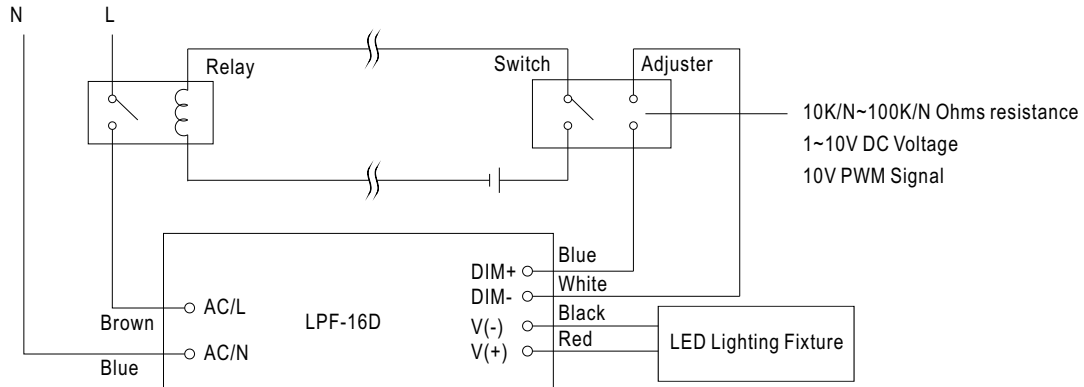 N
L
Relay
Switch
Adjuster
10K/N~100K/N Ohms resistance
1~10V DC Voltage
10V PWM Signal
Blue
DIM+
White
DIM-
Black
V(-)
Red
V(+)
AC/L
Brown
LPF-16D
LED Lighting Fixture
AC/N
Blue